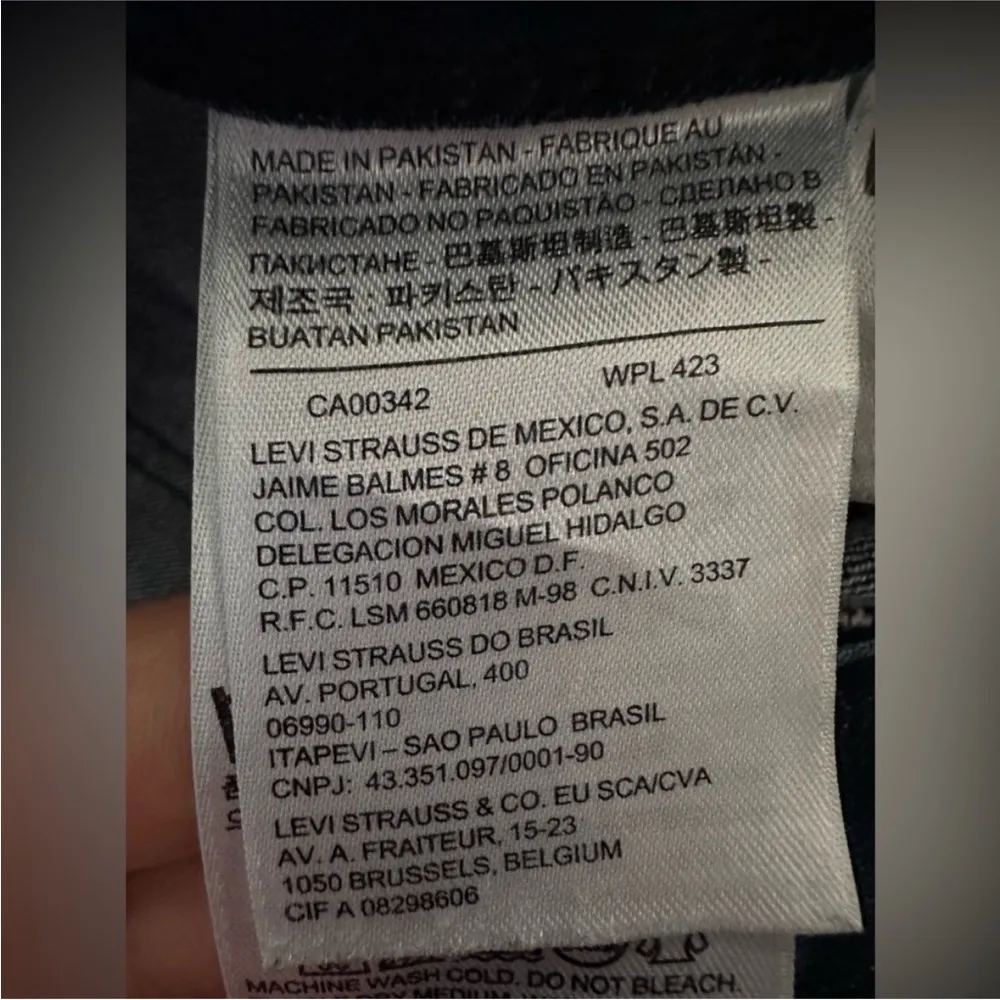 MADE IN PAKISTAN - FABRIQUE AU
PAKISTAN - FABRICADO EN PAKISTÁN -
FABRICADO NO PAQUISTÃO - СДЕЛАНО В
ПАКИСТАНЕ - 巴基斯坦制造 - 巴基斯坦製 -
제조국 : 파키스탄 - パキスタン製 -
BUATAN PAKISTAN
CA00342 WPL 423
LEVI STRAUSS DE MEXICO, S.A. DE C.V.
JAIME BALMES # 8 OFICINA 502
COL. LOS MORALES POLANCO
DELEGACION MIGUEL HIDALGO
C.P. 11510 MEXICO D.F.
R.F.C. LSM 660818 M-98 C.N.I.V. 3337
LEVI STRAUSS DO BRASIL
AV. PORTUGAL, 400
06990-110
ITAPEVI – SAO PAULO BRASIL
CNPJ: 43.351.097/0001-90
LEVI STRAUSS & CO. EU SCA/CVA
AV. A. FRAITEUR, 15-23
1050 BRUSSELS, BELGIUM
CIF A 08298606
MACHINE WASH COLD. DO NOT BLEACH.